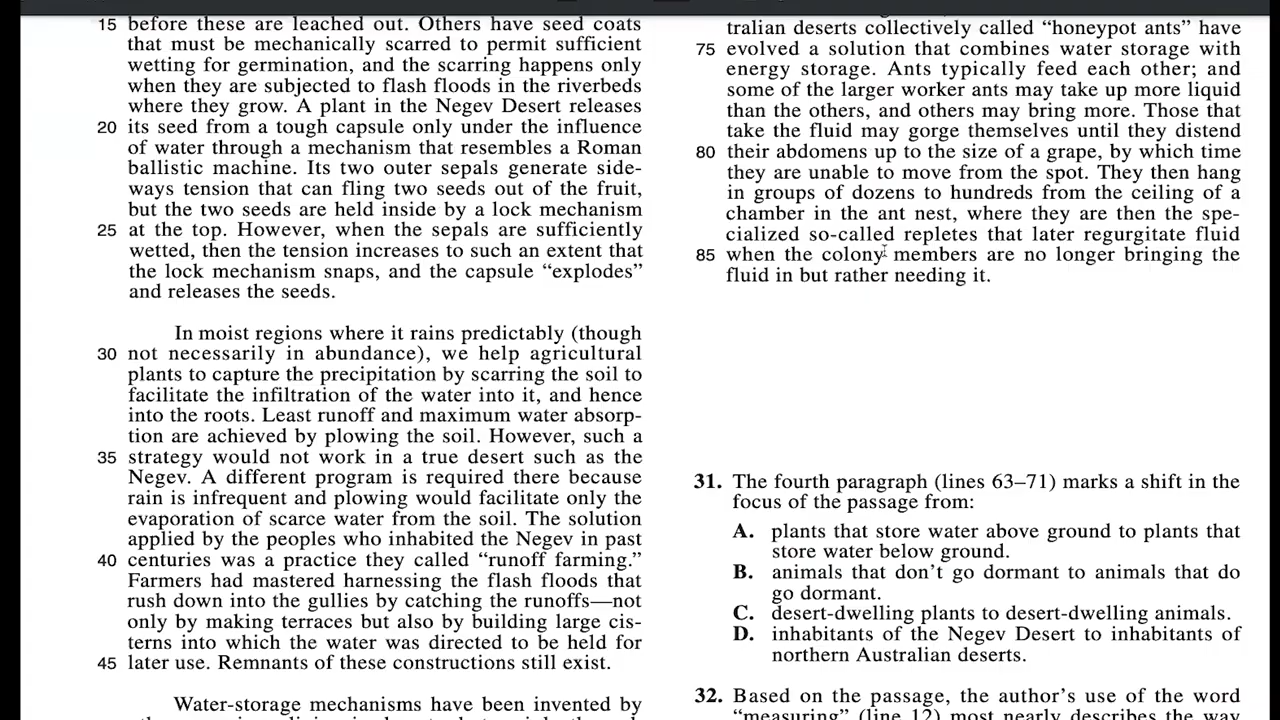 15 before these are leached out. Others have seed coats
that must be mechanically scarred to permit sufficient
wetting for germination, and the scarring happens only
when they are subjected to flash floods in the riverbeds
where they grow. A plant in the Negev Desert releases
20 its seed from a tough capsule only under the influence
of water through a mechanism that resembles a Roman
ballistic machine. Its two outer sepals generate side-
ways tension that can fling two seeds out of the fruit,
but the two seeds are held inside by a lock mechanism
25 at the top. However, when the sepals are sufficiently
wetted, then the tension increases to such an extent that
the lock mechanism snaps, and the capsule “explodes”
and releases the seeds.
In moist regions where it rains predictably (though
30 not necessarily in abundance), we help agricultural
plants to capture the precipitation by scarring the soil to
facilitate the infiltration of the water into it, and hence
into the roots. Least runoff and maximum water absorp-
tion are achieved by plowing the soil. However, such a
35 strategy would not work in a true desert such as the
Negev. A different program is required there because
rain is infrequent and plowing would facilitate only the
evaporation of scarce water from the soil. The solution
applied by the peoples who inhabited the Negev in past
40 centuries was a practice they called “runoff farming.”
Farmers had mastered harnessing the flash floods that
rush down into the gullies by catching the runoffs—not
only by making terraces but also by building large cis-
terns into which the water was directed to be held for
45 later use. Remnants of these constructions still exist.
Water-storage mechanisms have been invented by
tralian deserts collectively called “honeypot ants” have
75 evolved a solution that combines water storage with
energy storage. Ants typically feed each other; and
some of the larger worker ants may take up more liquid
than the others, and others may bring more. Those that
take the fluid may gorge themselves until they distend
80 their abdomens up to the size of a grape, by which time
they are unable to move from the spot. They then hang
in groups of dozens to hundreds from the ceiling of a
chamber in the ant nest, where they are then the spe-
cialized so-called repletes that later regurgitate fluid
85 when the colony members are no longer bringing the
fluid in but rather needing it.
31. The fourth paragraph (lines 63–71) marks a shift in the
focus of the passage from:
A. plants that store water above ground to plants that
store water below ground.
B. animals that don’t go dormant to animals that do
go dormant.
C. desert-dwelling plants to desert-dwelling animals.
D. inhabitants of the Negev Desert to inhabitants of
northern Australian deserts.
32. Based on the passage, the author’s use of the word
“measuring” (line 12) most nearly describes the way